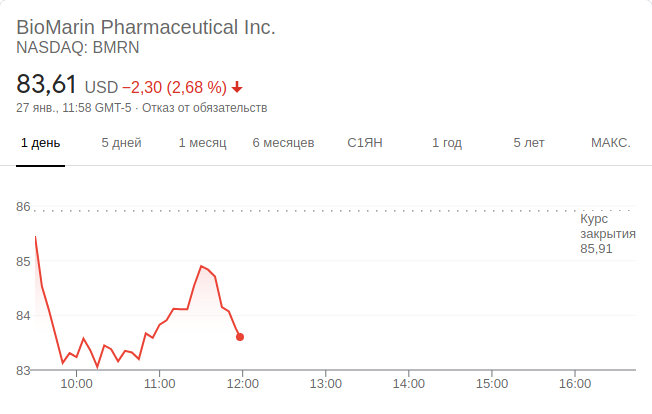 BioMarin Pharmaceutical Inc.
NASDAQ: BMRN
83,61 USD −2,30 (2,68 %)
27 янв., 11:58 GMT-5 · Отказ от обязательств
1 день 5 дней 1 месяц 6 месяцев С1ЯН 1 год 5 лет МАКС.
86
Курс
закрытия
85,91
85
84
83
10:00 11:00 12:00 13:00 14:00 15:00 16:00